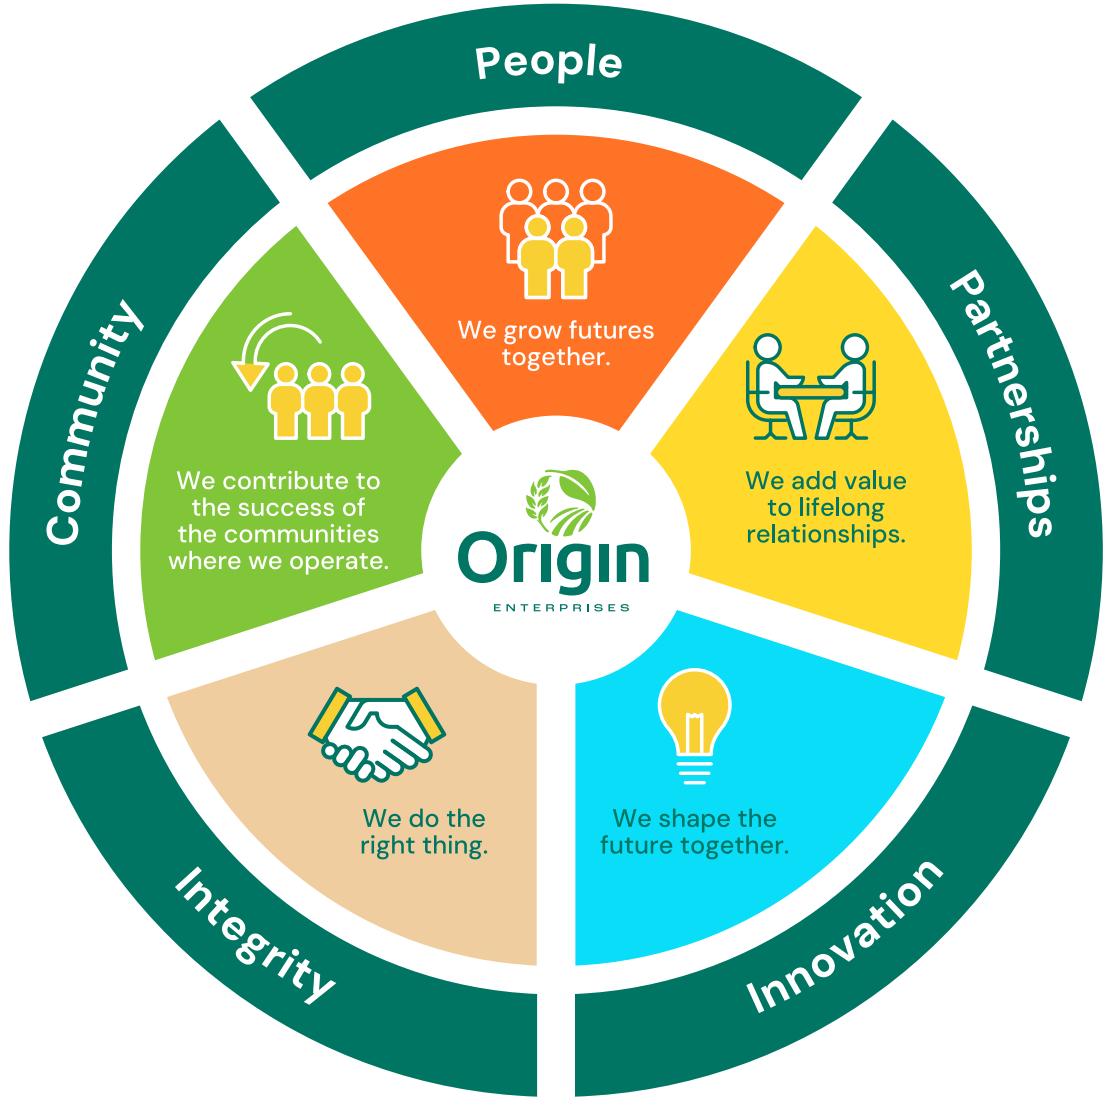 People
We grow futures
together.
Partnerships
We add value
to lifelong
relationships.
Innovation
We shape the
future together.
Integrity
We do the
right thing.
Community
We contribute to
the success of
the communities
where we operate.
Origin
ENTERPRISES